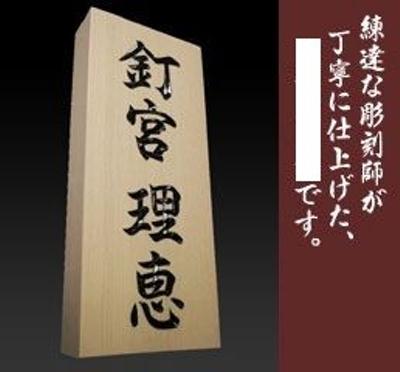 練達な彫刻師が
丁寧に仕上げた、
です。
釘宮理恵